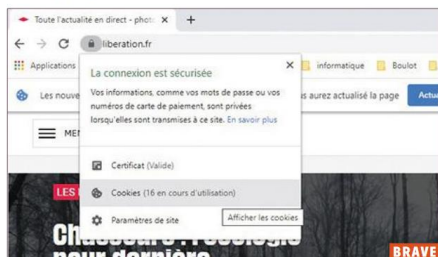 Toute l'actualité en direct - phot
liberation.fr
Applications
informatique
Boulot
La connexion est sécurisée
Vos informations, comme vos mots de passe ou vos
numéros de carte de paiement, sont privées
lorsqu'elles sont transmises à ce site. En savoir plus
Les nouve
s aurez actualisé la page
Actu
MEN
Certificat (Valide)
Cookies (16 en cours d'utilisation)
LES
Paramètres de site
Afficher les cookies
pour dernière
BRAVE